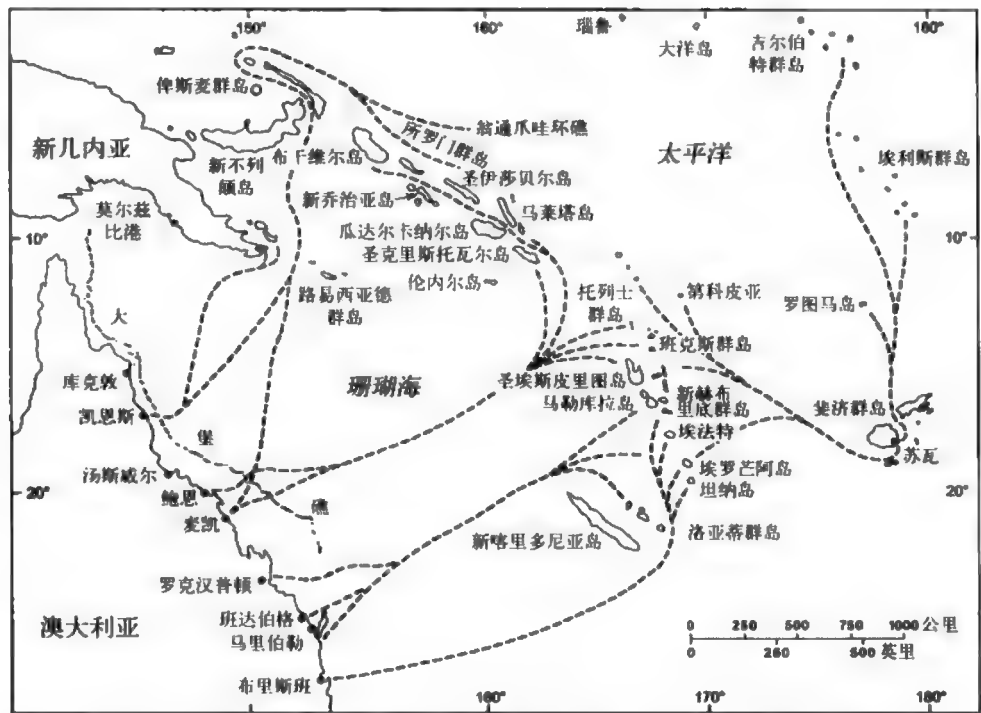 150°
160°
170°
180°
瑙鲁
大洋岛
吉尔伯
特群岛
俾斯麦群岛
新几内亚
新不列
颠岛
布干维尔岛
所罗门群岛
翁通爪哇环礁
太平洋
埃利斯群岛
圣伊莎贝尔岛
新乔治亚岛
马莱塔岛
莫尔兹
比港
瓜达尔卡纳尔岛
圣克里斯托瓦尔岛
10°
10°
伦内尔岛
路易西亚德
群岛
托列士
群岛
第科皮亚
罗图马岛
大
班克斯群岛
库克敦
珊瑚海
圣埃斯皮里图岛
马勒库拉岛
新赫布
里底群岛
凯恩斯
斐济群岛
堡
埃法特
苏瓦
汤斯威尔
埃罗芒阿岛
坦纳岛
鲍恩
20°
20°
礁
麦凯
新喀里多尼亚岛
洛亚蒂群岛
罗克汉普顿
班达伯格
马里伯勒
澳大利亚
0 250 500 750 1000 公里
0 250 500 英里
布里斯班
160°
170°
180°